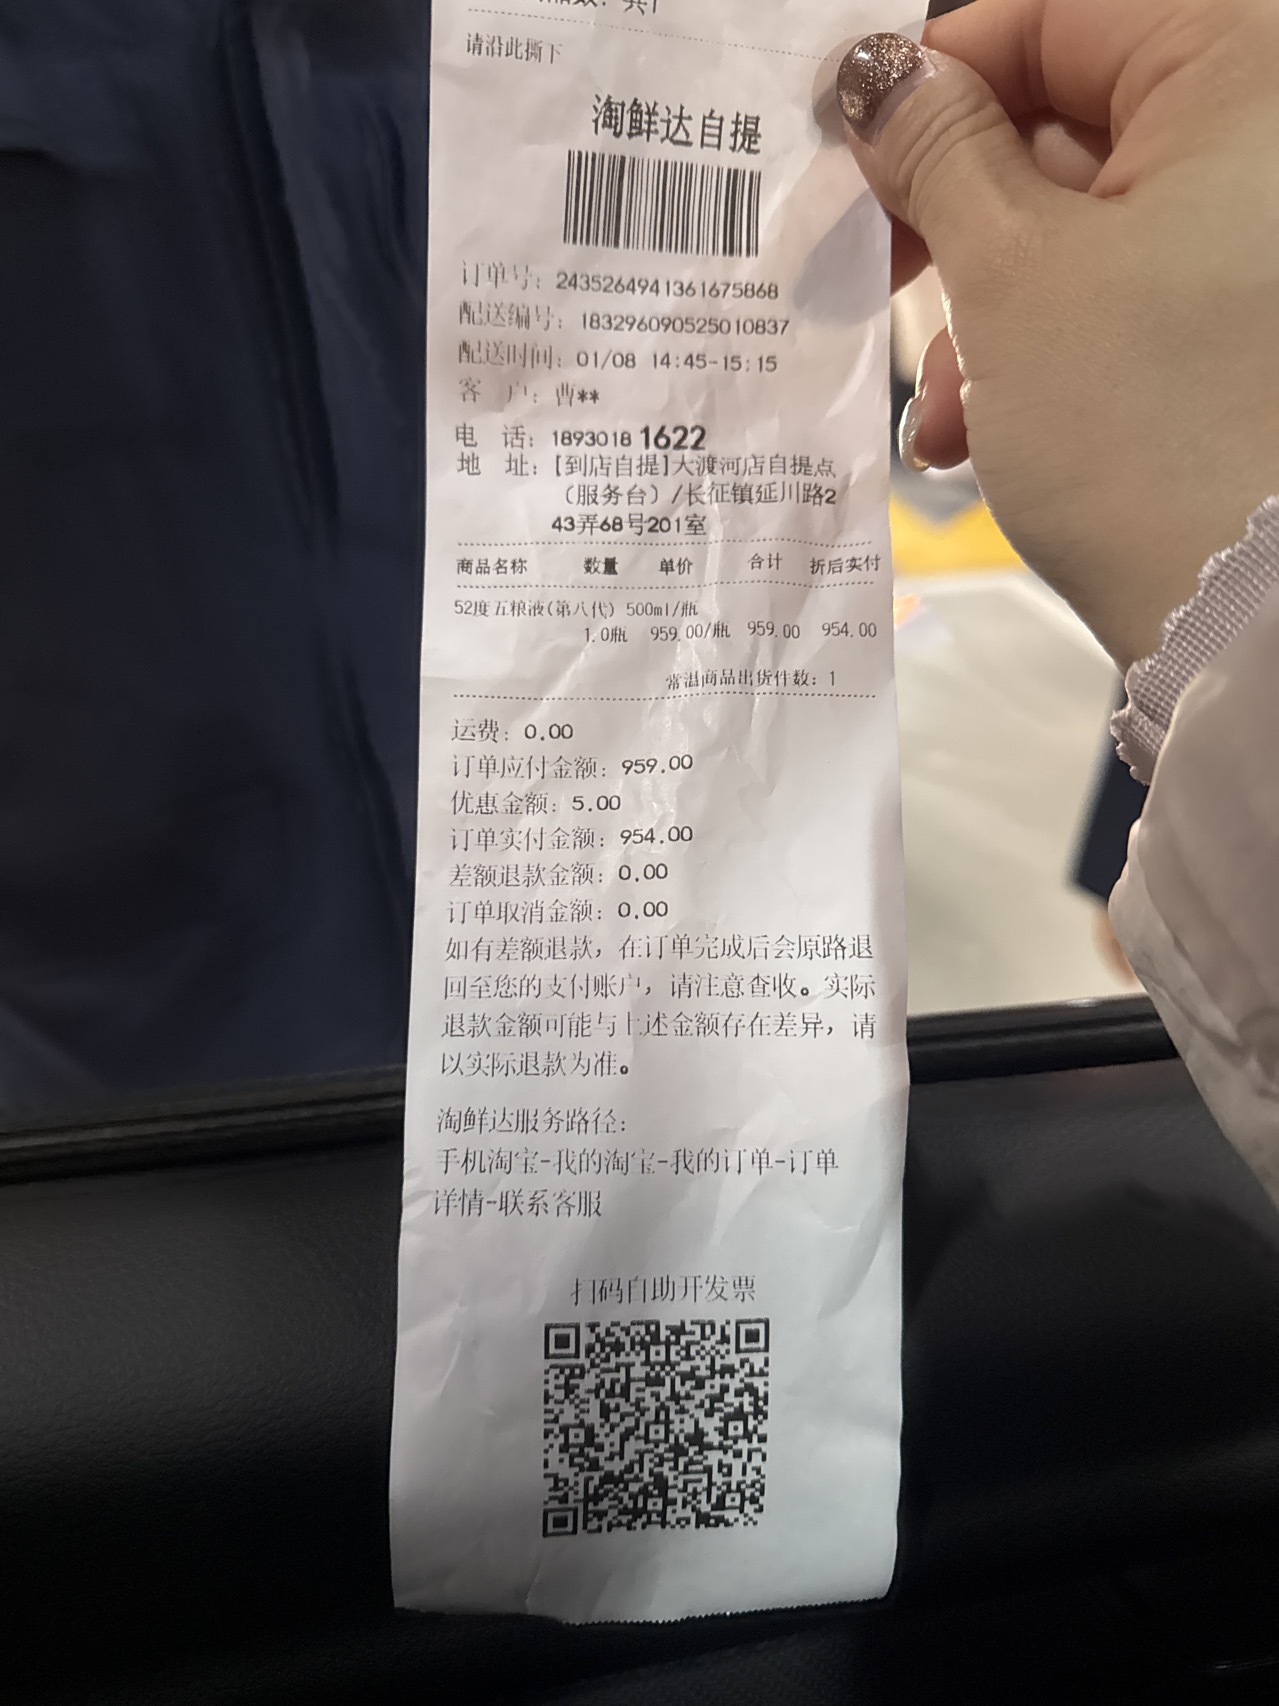 共1
请沿此撕下
淘鲜达自提
订单号：2435264941361675868
配送编号：183296090525010837
配送时间：01/08 14:45-15:15
客 户：曹**
电 话：18930181622
地 址：[到店自提]大渡河店自提点
（服务台）/长征镇延川路2
43弄68号201室
商品名称 数量 单价 合计 折后实付
52度五粮液(第八代) 500ml/瓶
1.0瓶 959.00/瓶 959.00 954.00
常温商品出货件数：1
运费：0.00
订单应付金额：959.00
优惠金额：5.00
订单实付金额：954.00
差额退款金额：0.00
订单取消金额：0.00
如有差额退款，在订单完成后会原路退
回至您的支付账户，请注意查收。实际
退款金额可能与上述金额存在差异，请
以实际退款为准。
淘鲜达服务路径：
手机淘宝-我的淘宝-我的订单-订单
详情-联系客服
扫码自助开发票